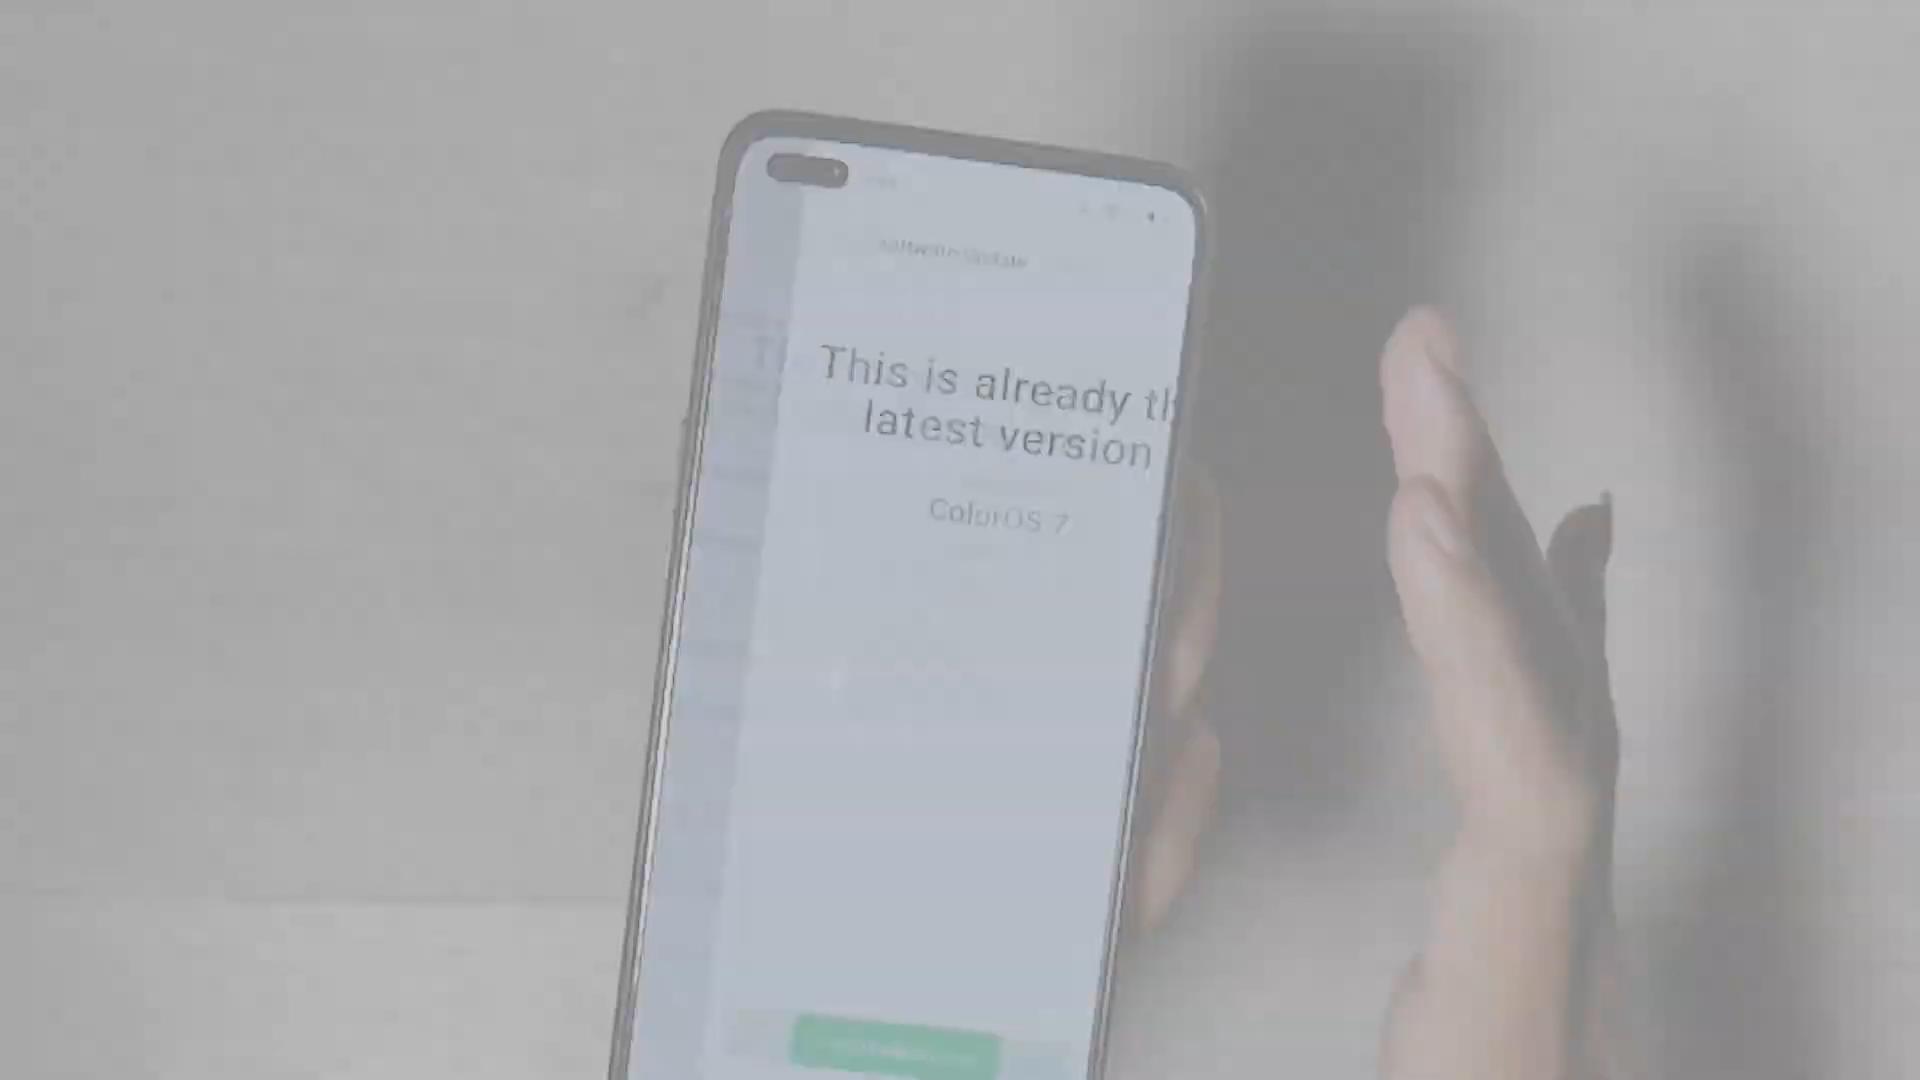 Software Update
This is already th
latest version
ColorOS 7